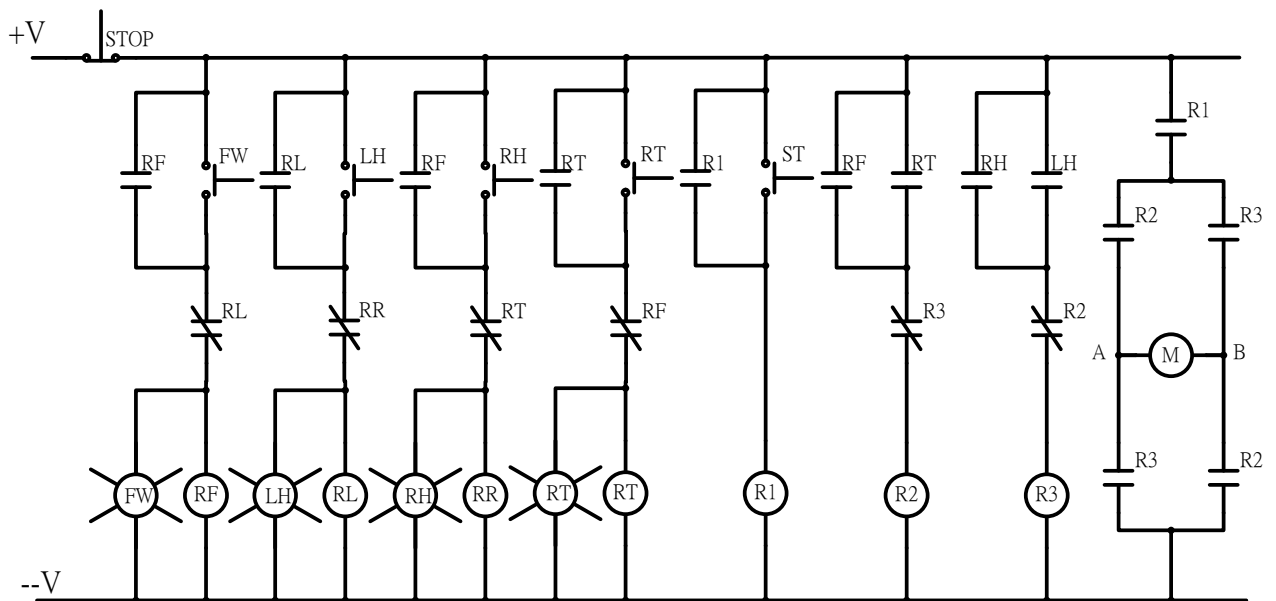 +V
STOP
R1
RF FW RL LH RF RH RT RT R1 ST RF RT RH LH
R2 R3
RL RR RT RF R3 R2
A M B
R3 R2
FW RF LH RL RH RR RT RT R1 R2 R3
--V